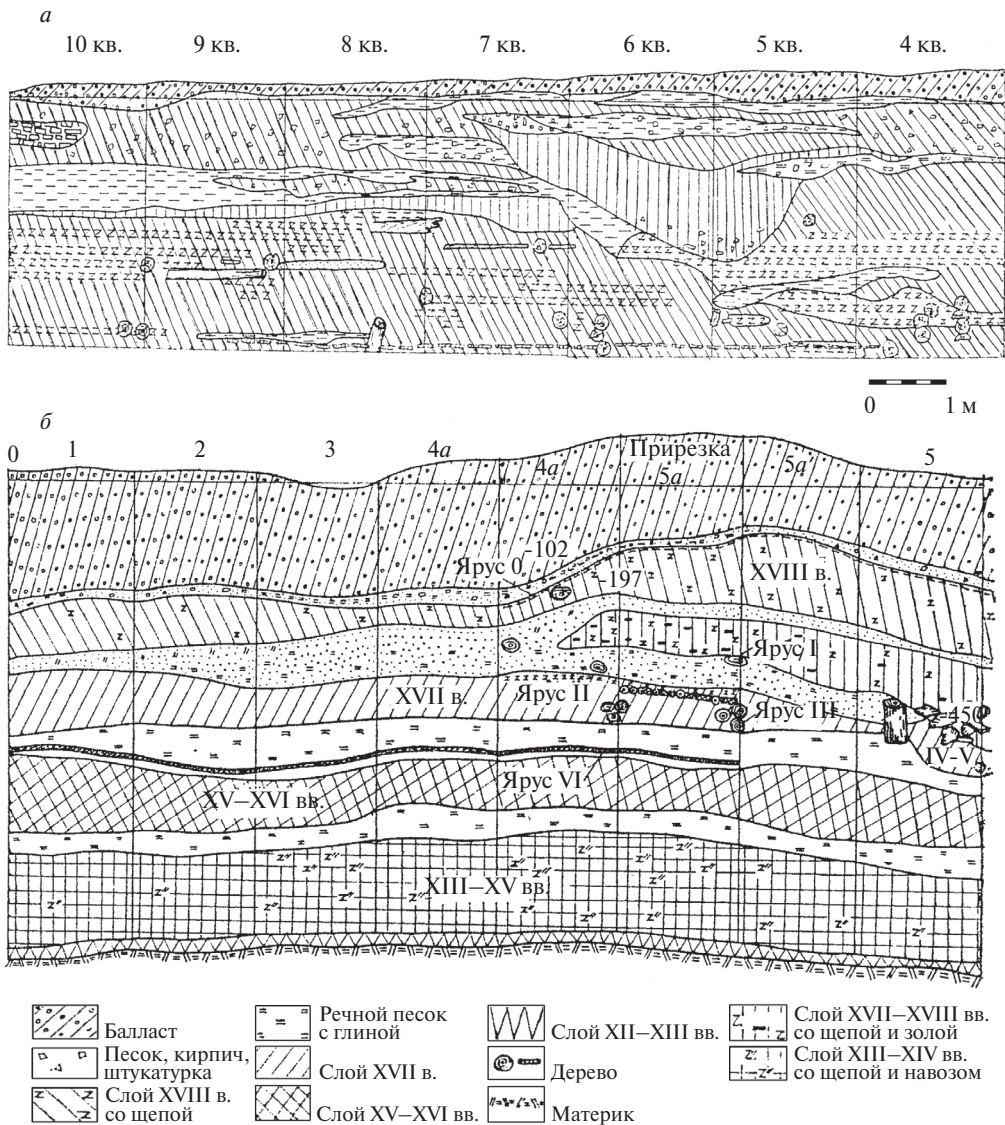 а
10 кв. 9 кв. 8 кв. 7 кв. 6 кв. 5 кв. 4 кв.
0 1 м
б
0 1 2 3 4а 4а Прирезка 5а 5а 5
Ярус 0 -102
-197
XVIII в.
Ярус I
XVII в. Ярус II
Ярус III
-450
IV-V
XV–XVI вв. Ярус VI
XIII–XV вв.
Балласт
Песок, кирпич,
штукатурка
Слой XVIII в.
со щепой
Речной песок
с глиной
Слой XVII в.
Слой XV–XVI вв.
Слой XII–XIII вв.
Дерево
Материк
Слой XVII–XVIII вв.
со щепой и золой
Слой XIII–XIV вв.
со щепой и навозом